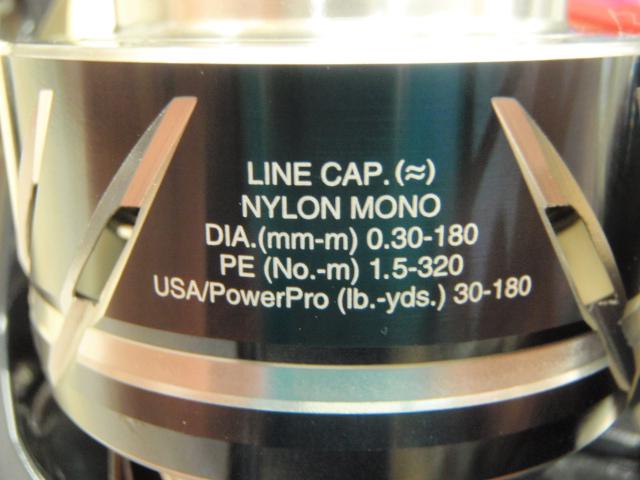 LINE CAP.(≈)
NYLON MONO
DIA.(mm-m) 0.30-180
PE (No.-m) 1.5-320
USA/PowerPro (lb.-yds.) 30-180